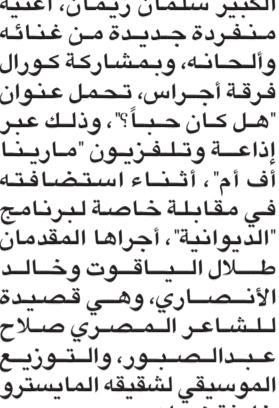 الكبير سلمان زيمان، أغنية
منفردة جديدة من غنائه
وألحانه، وبمشاركة كورال
فرقة أجراس، تحمل عنوان
"هل كان حباً؟"، وذلك عبر
إذاعة وتلفزيون "مارينا
أف أم"، أثناء استضافته
في مقابلة خاصة لبرنامج
"الديوانية"، أجراها المقدمان
طلال الياقوت وخالد
الأنصاري، وهي قصيدة
للشاعر المصري صلاح
عبدالصبور، والتوزيع
الموسيقي لشقيقه المايسترو